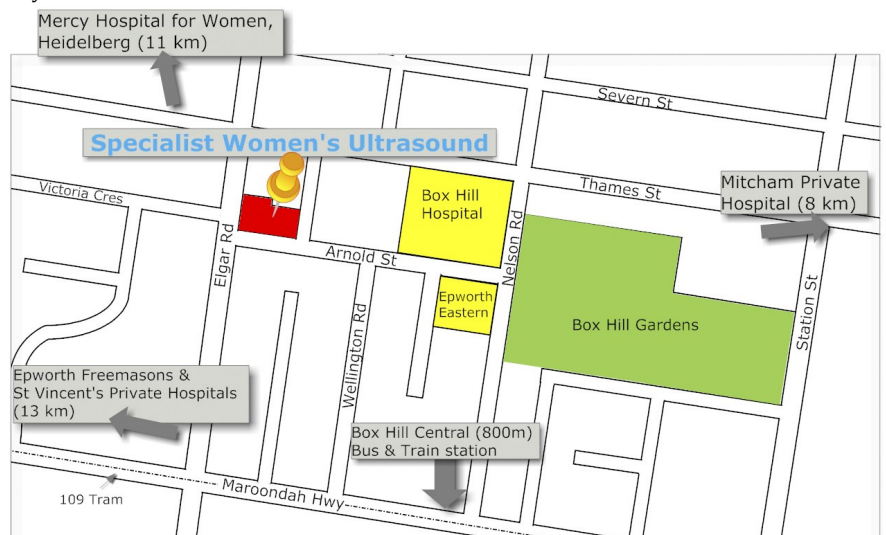 Mercy Hospital for Women,
Heidelberg (11 km)
Severn St
Specialist Women's Ultrasound
Victoria Cres
Box Hill
Hospital
Thames St
Mitcham Private
Hospital (8 km)
Elgar Rd
Arnold St
Nelson Rd
Epworth
Eastern
Wellington Rd
Box Hill Gardens
Station St
Epworth Freemasons &
St Vincent's Private Hospitals
(13 km)
Box Hill Central (800m)
Bus & Train station
109 Tram
Maroondah Hwy